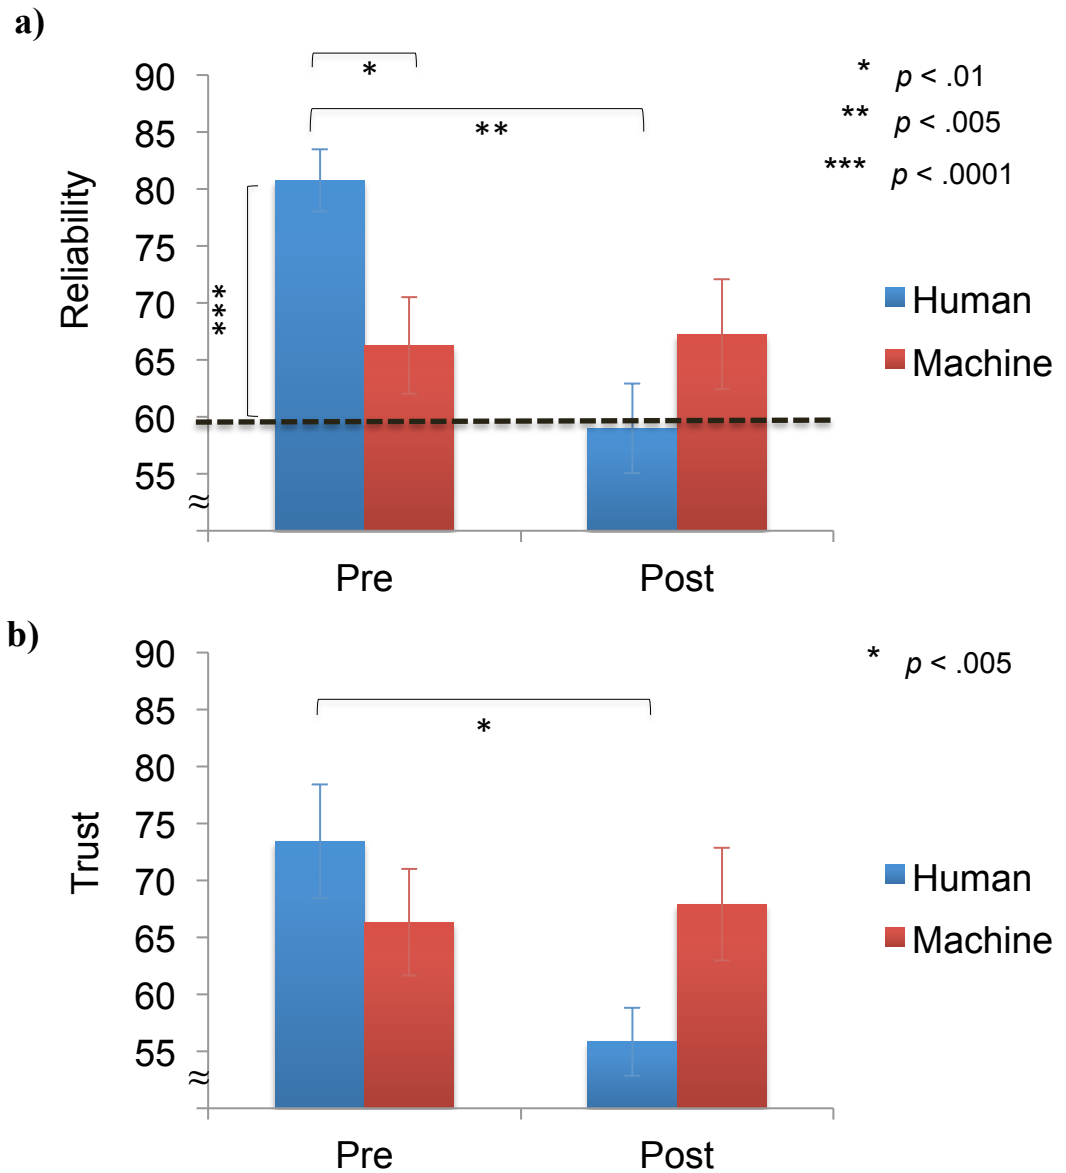 a)
90
85
80
75
70
65
60
55
≈
Reliability
*
**
***
* p < .01
** p < .005
*** p < .0001
Human
Machine
Pre Post
b)
90
85
80
75
70
65
60
55
≈
Trust
*
* p < .005
Human
Machine
Pre Post